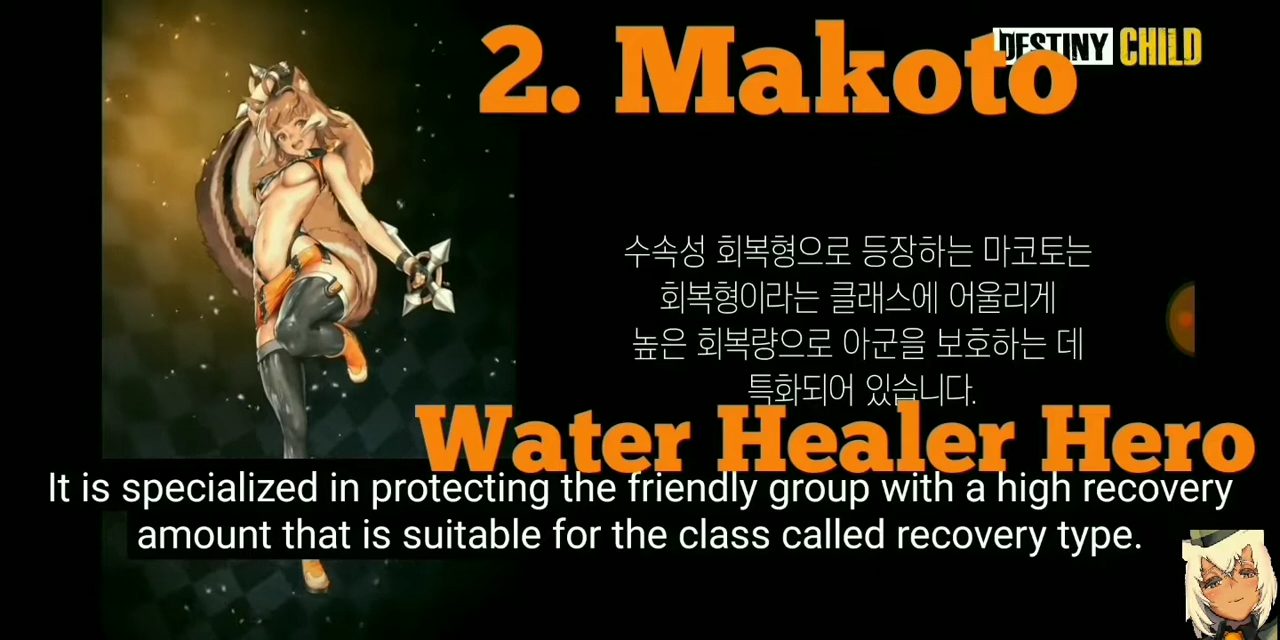 2. Makoto
DESTINY CHILD
수속성 회복형으로 등장하는 마코토는
회복형이라는 클래스에 어울리게
높은 회복량으로 아군을 보호하는 데
특화되어 있습니다.
Water Healer Hero
It is specialized in protecting the friendly group with a high recovery
amount that is suitable for the class called recovery type.